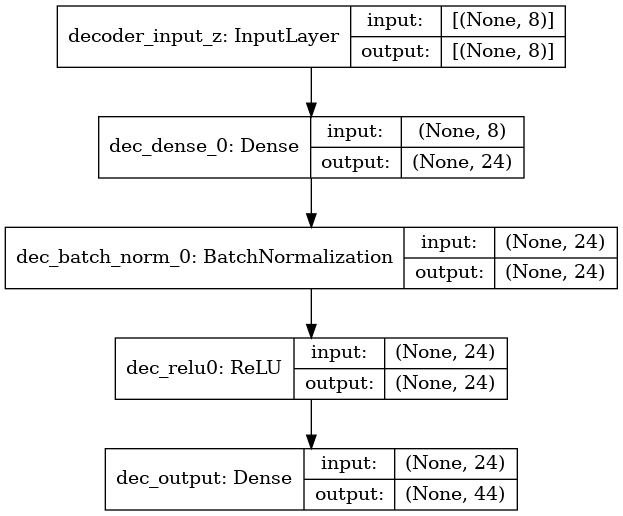 decoder_input_z: InputLayer
input: [(None, 8)]
output: [(None, 8)]
dec_dense_0: Dense
input: (None, 8)
output: (None, 24)
dec_batch_norm_0: BatchNormalization
input: (None, 24)
output: (None, 24)
dec_relu0: ReLU
input: (None, 24)
output: (None, 24)
dec_output: Dense
input: (None, 24)
output: (None, 44)